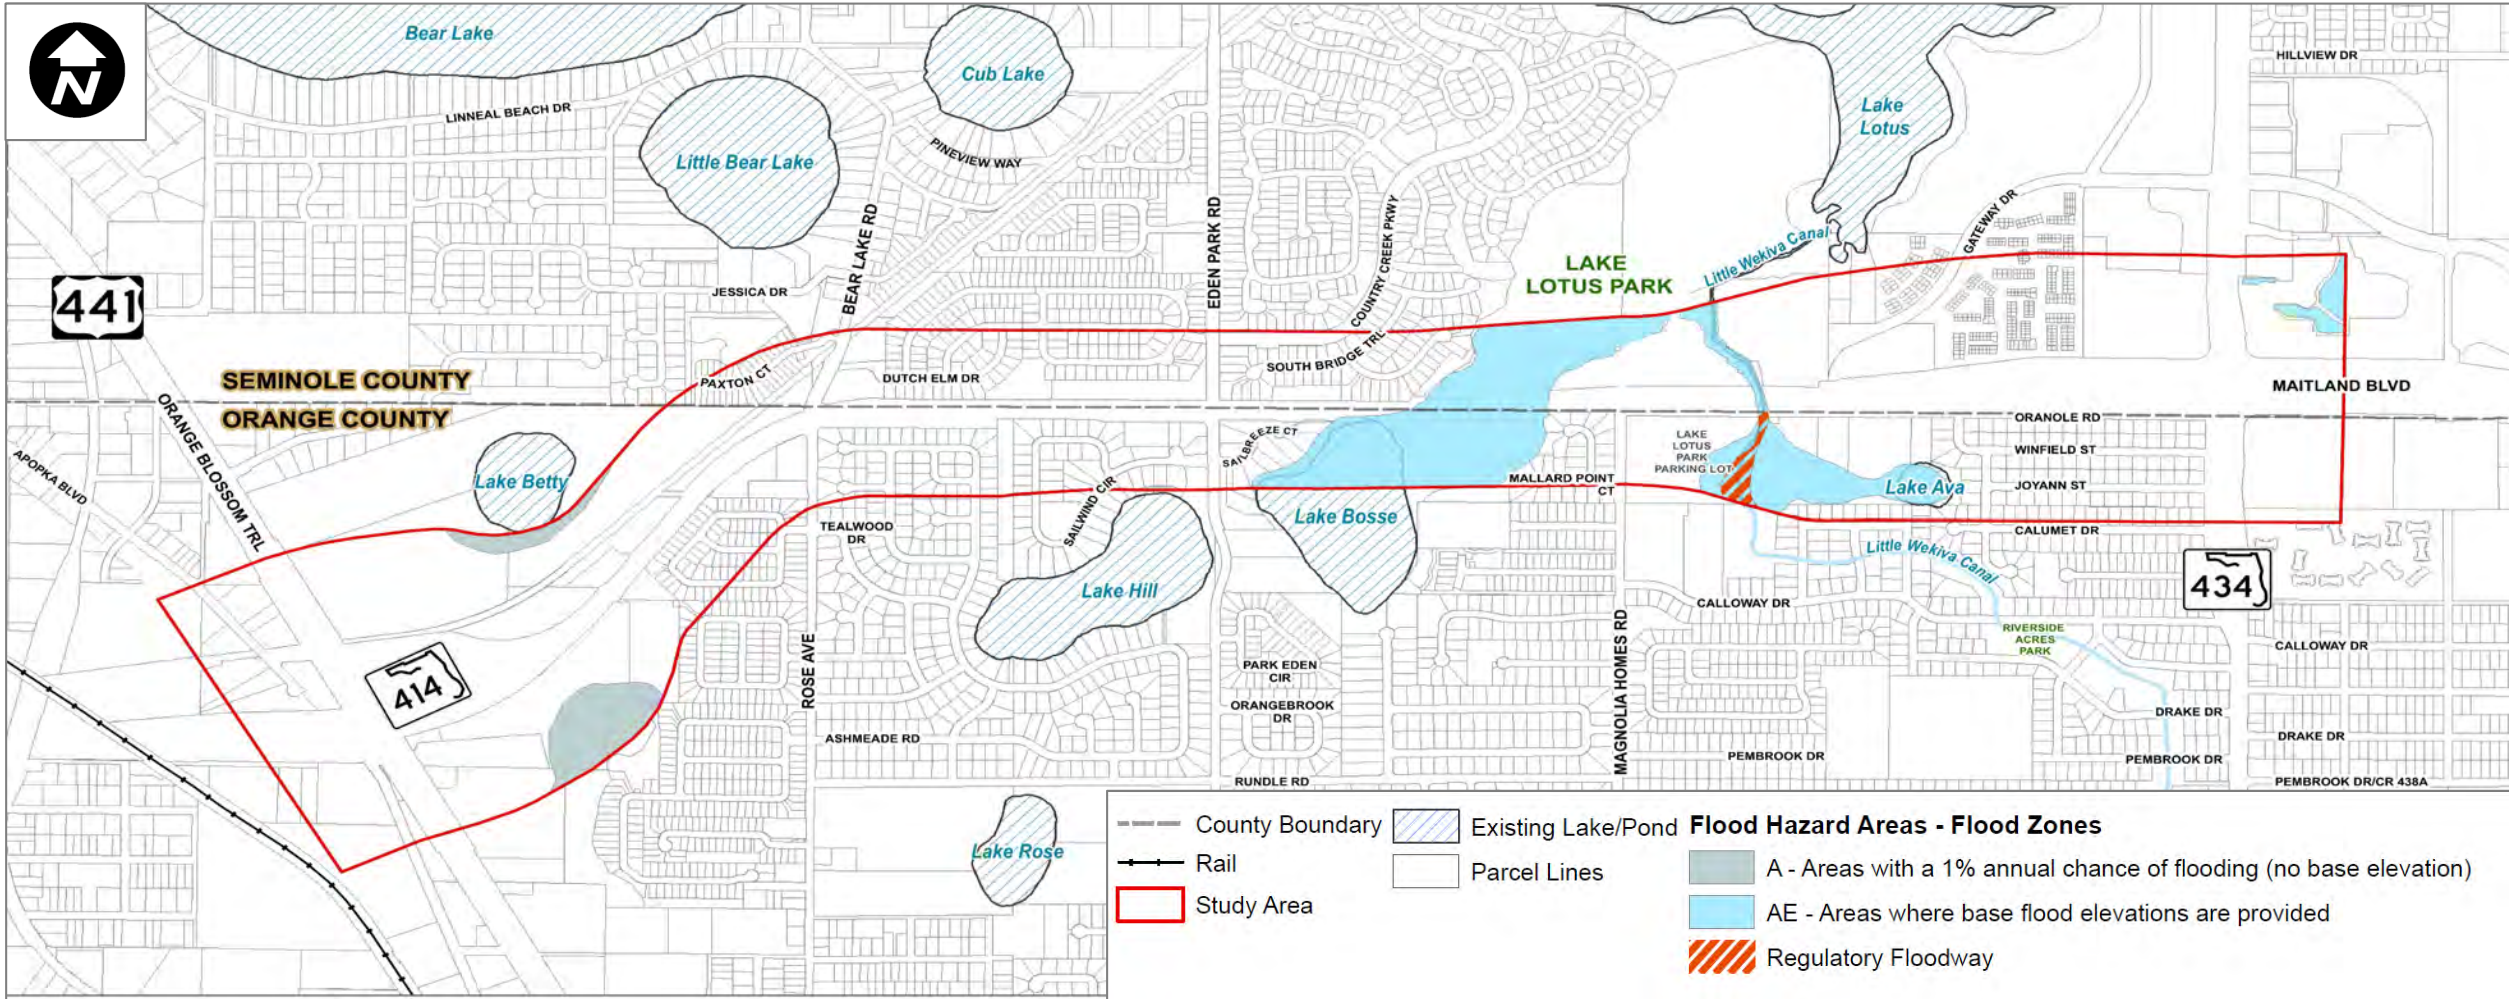 N
Bear Lake
Cub Lake
Lake
Lotus
HILLVIEW DR
LINNEAL BEACH DR
Little Bear Lake
PINEVIEW WAY
BEAR LAKE RD
EDEN PARK RD
COUNTRY CREEK PKWY
GATEWAY DR
Little Wekiva Canal
LAKE
LOTUS PARK
JESSICA DR
441
SEMINOLE COUNTY
ORANGE COUNTY
PAXTON CT
DUTCH ELM DR
SOUTH BRIDGE TRL
MAITLAND BLVD
ORANOLE RD
ORANGE BLOSSOM TRL
APOPKA BLVD
Lake Betty
SAILBREEZE CT
LAKE
LOTUS
PARK
PARKING LOT
WINFIELD ST
MALLARD POINT
CT
Lake Ava
JOYANN ST
SAILWIND CIR
TEALWOOD
DR
Lake Bosse
CALUMET DR
Little Wekiva Canal
434
Lake Hill
CALLOWAY DR
RIVERSIDE
ACRES
PARK
CALLOWAY DR
414
ROSE AVE
PARK EDEN
CIR
MAGNOLIA HOMES RD
ORANGEBROOK
DR
DRAKE DR
DRAKE DR
ASHMEADE RD
PEMBROOK DR
PEMBROOK DR
RUNDLE RD
PEMBROOK DR/CR 438A
Lake Rose
County Boundary
Rail
Study Area
Existing Lake/Pond
Parcel Lines
Flood Hazard Areas - Flood Zones
A - Areas with a 1% annual chance of flooding (no base elevation)
AE - Areas where base flood elevations are provided
Regulatory Floodway